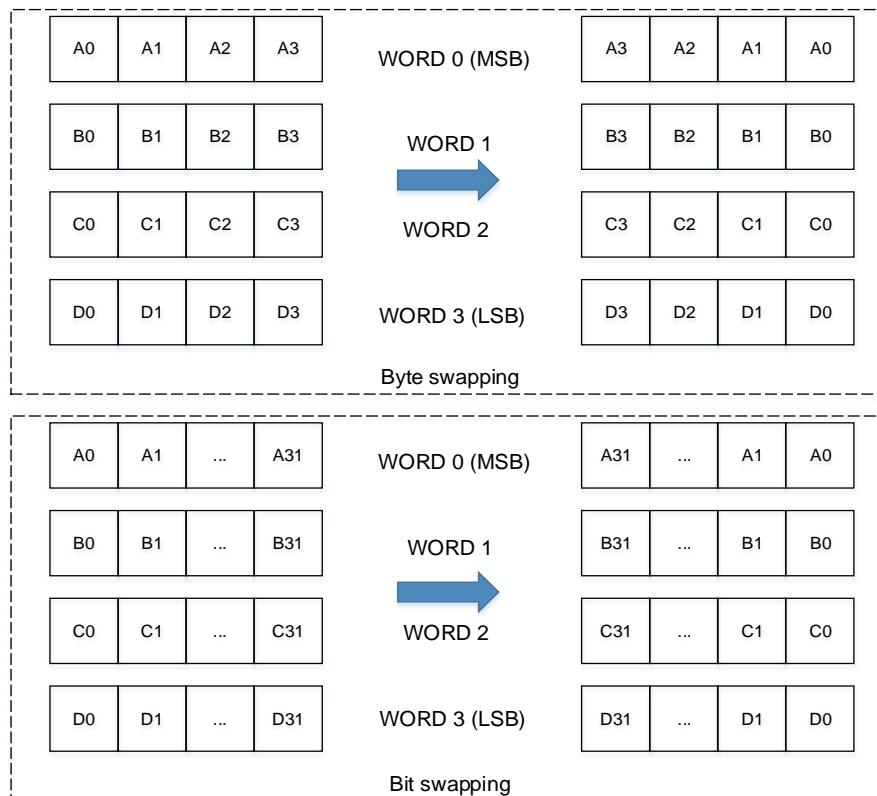 A0 A1 A2 A3 WORD 0 (MSB) A3 A2 A1 A0
B0 B1 B2 B3 WORD 1 B3 B2 B1 B0
C0 C1 C2 C3 WORD 2 C3 C2 C1 C0
D0 D1 D2 D3 WORD 3 (LSB) D3 D2 D1 D0
Byte swapping
A0 A1 ... A31 WORD 0 (MSB) A31 ... A1 A0
B0 B1 ... B31 WORD 1 B31 ... B1 B0
C0 C1 ... C31 WORD 2 C31 ... C1 C0
D0 D1 ... D31 WORD 3 (LSB) D31 ... D1 D0
Bit swapping